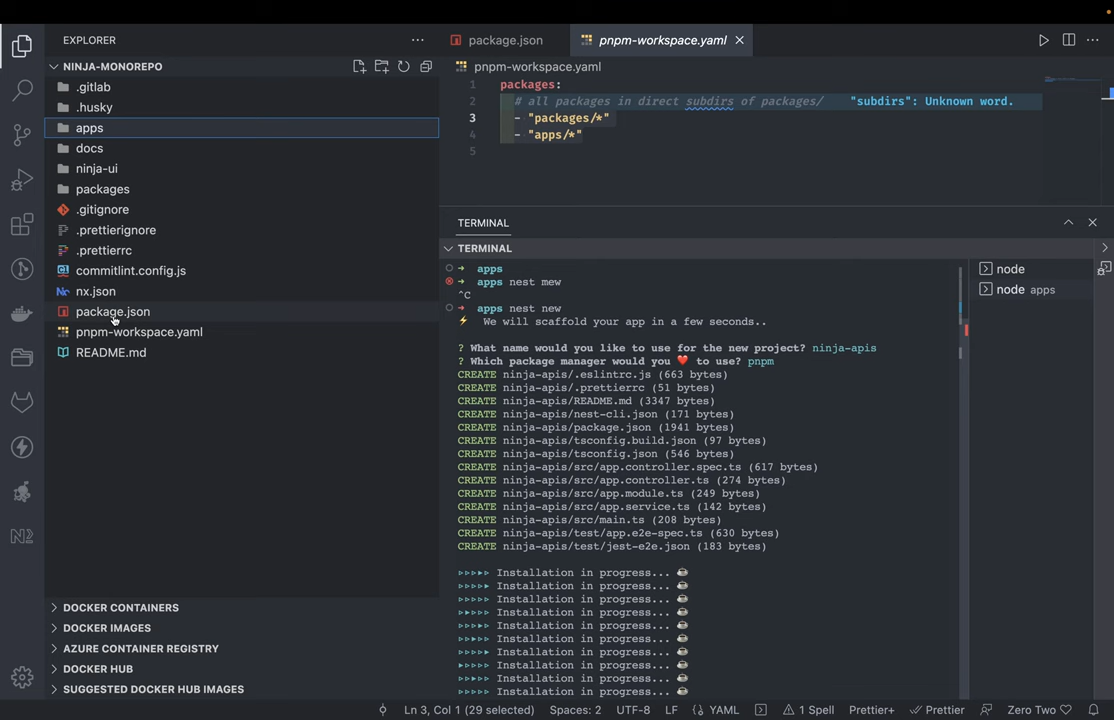 EXPLORER
NINJA-MONOREPO
.gitlab
.husky
apps
docs
ninja-ui
packages
.gitignore
.prettierignore
.prettierrc
commitlint.config.js
nx.json
package.json
pnpm-workspace.yaml
README.md
DOCKER CONTAINERS
DOCKER IMAGES
AZURE CONTAINER REGISTRY
DOCKER HUB
SUGGESTED DOCKER HUB IMAGES
package.json
pnpm-workspace.yaml
pnpm-workspace.yaml
1 packages:
2 # all packages in direct subdirs of packages/ "subdirs": Unknown word.
3 - "packages/*"
4 - "apps/*"
5
TERMINAL
TERMINAL
apps
apps nest mew
^C
apps nest new
We will scaffold your app in a few seconds..
? What name would you like to use for the new project? ninja-apis
? Which package manager would you ❤️ to use? pnpm
CREATE ninja-apis/.eslintrc.js (663 bytes)
CREATE ninja-apis/.prettierrc (51 bytes)
CREATE ninja-apis/README.md (3347 bytes)
CREATE ninja-apis/nest-cli.json (171 bytes)
CREATE ninja-apis/package.json (1941 bytes)
CREATE ninja-apis/tsconfig.build.json (97 bytes)
CREATE ninja-apis/tsconfig.json (546 bytes)
CREATE ninja-apis/src/app.controller.spec.ts (617 bytes)
CREATE ninja-apis/src/app.controller.ts (274 bytes)
CREATE ninja-apis/src/app.module.ts (249 bytes)
CREATE ninja-apis/src/app.service.ts (142 bytes)
CREATE ninja-apis/src/main.ts (208 bytes)
CREATE ninja-apis/test/app.e2e-spec.ts (630 bytes)
CREATE ninja-apis/test/jest-e2e.json (183 bytes)
Installation in progress... ☕
Installation in progress... ☕
Installation in progress... ☕
Installation in progress... ☕
Installation in progress... ☕
Installation in progress... ☕
Installation in progress... ☕
Installation in progress... ☕
Installation in progress... ☕
Installation in progress... ☕
node
node apps
Ln 3, Col 1 (29 selected) Spaces: 2 UTF-8 LF YAML 1 Spell Prettier+ Prettier Zero Two